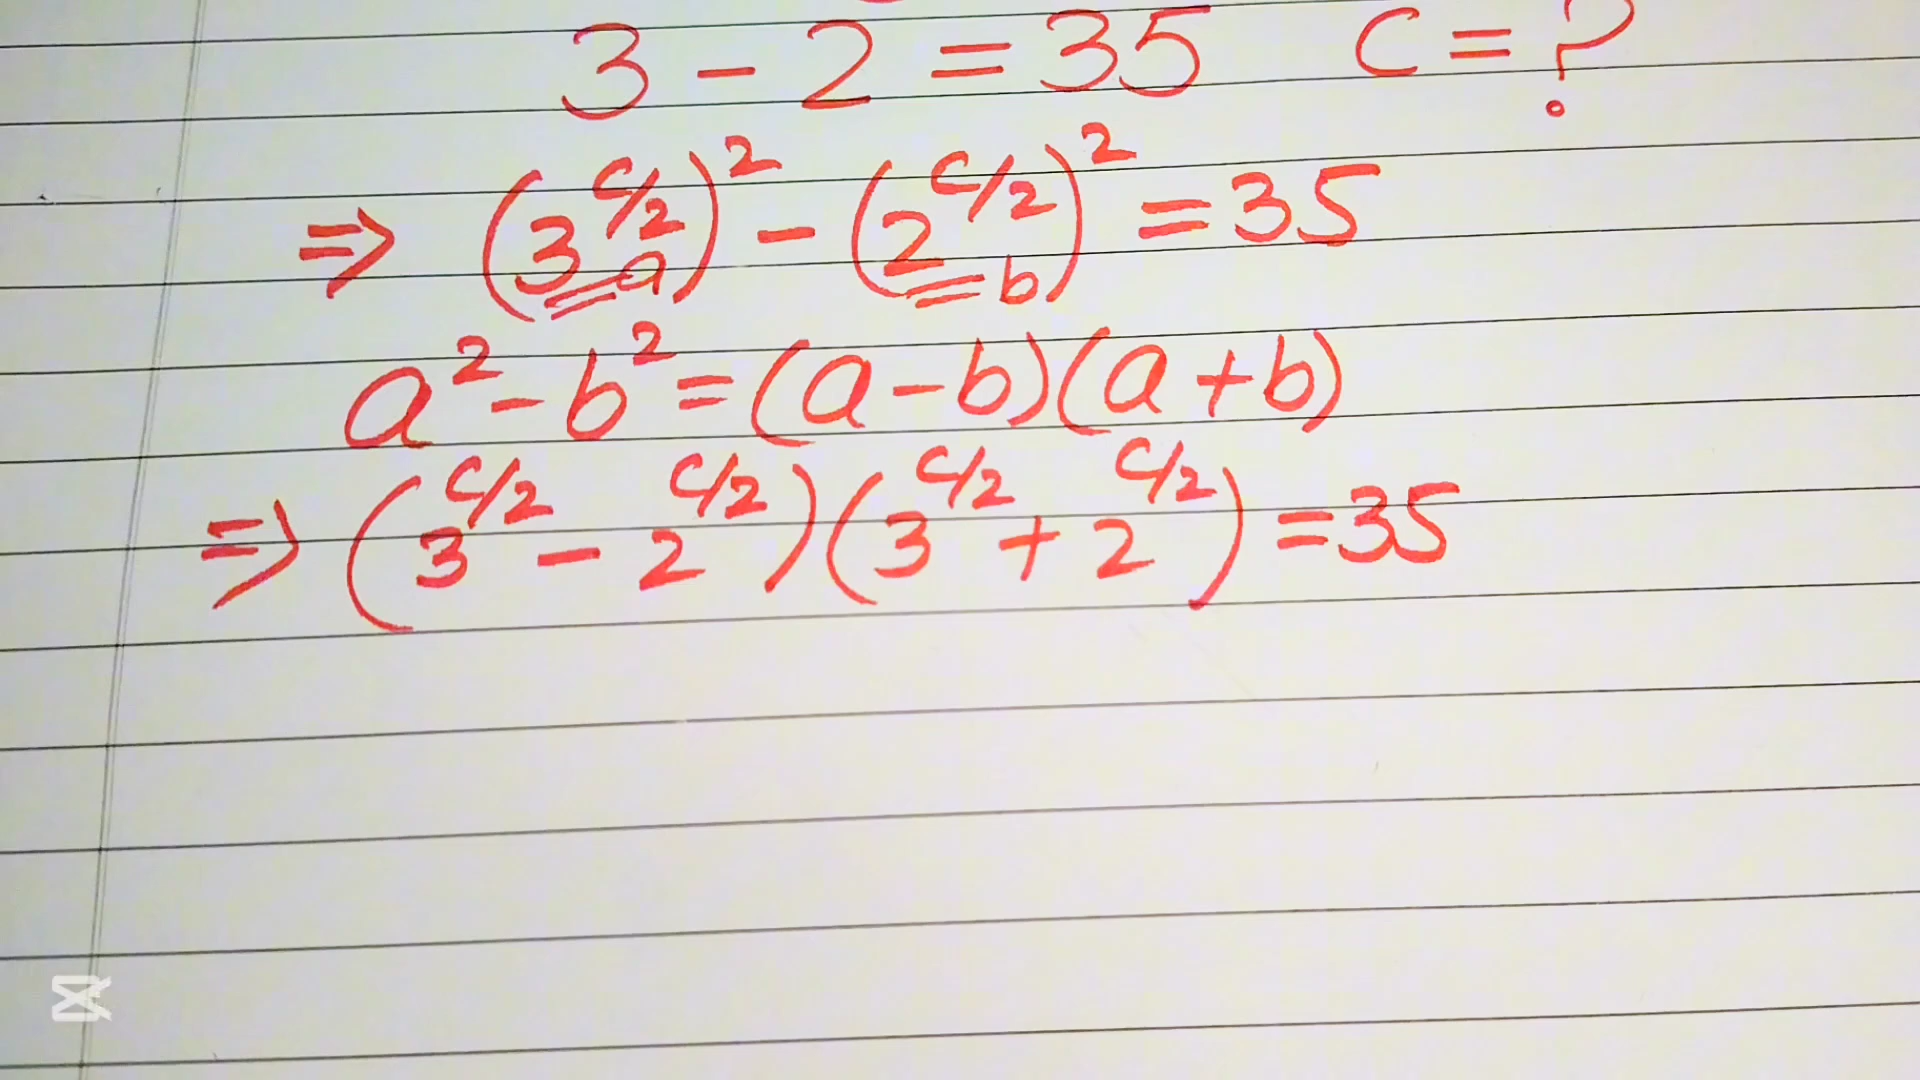 3 - 2 = 35 c = ?
⇒ (3^{c/2})² - (2^{c/2})² = 35
= a = b
a² - b² = (a - b)(a + b)
⇒ (3^{c/2} - 2^{c/2})(3^{c/2} + 2^{c/2}) = 35